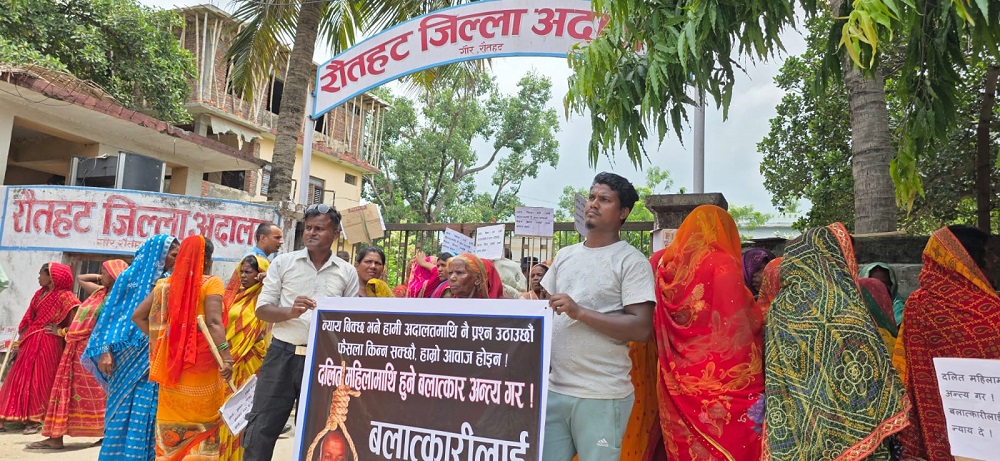 रौतहट जिल्ला अदा
गौर, रौतहट
रौतहट जिल्ला अदाल
गौर, रौतहट
न्याय बिक्छ भने हामी अदालतमाथि नै प्रश्न उठाउछौं
फैसला किन्न सक्छौ, हाम्रो आवाज होइन !
दलित महिलामाथि हुने बलात्कार अन्त्य गर !
बलात्कारीलाई
दलित महिलाम
अन्त्य गर !
बलात्कारीला
न्याय दे !